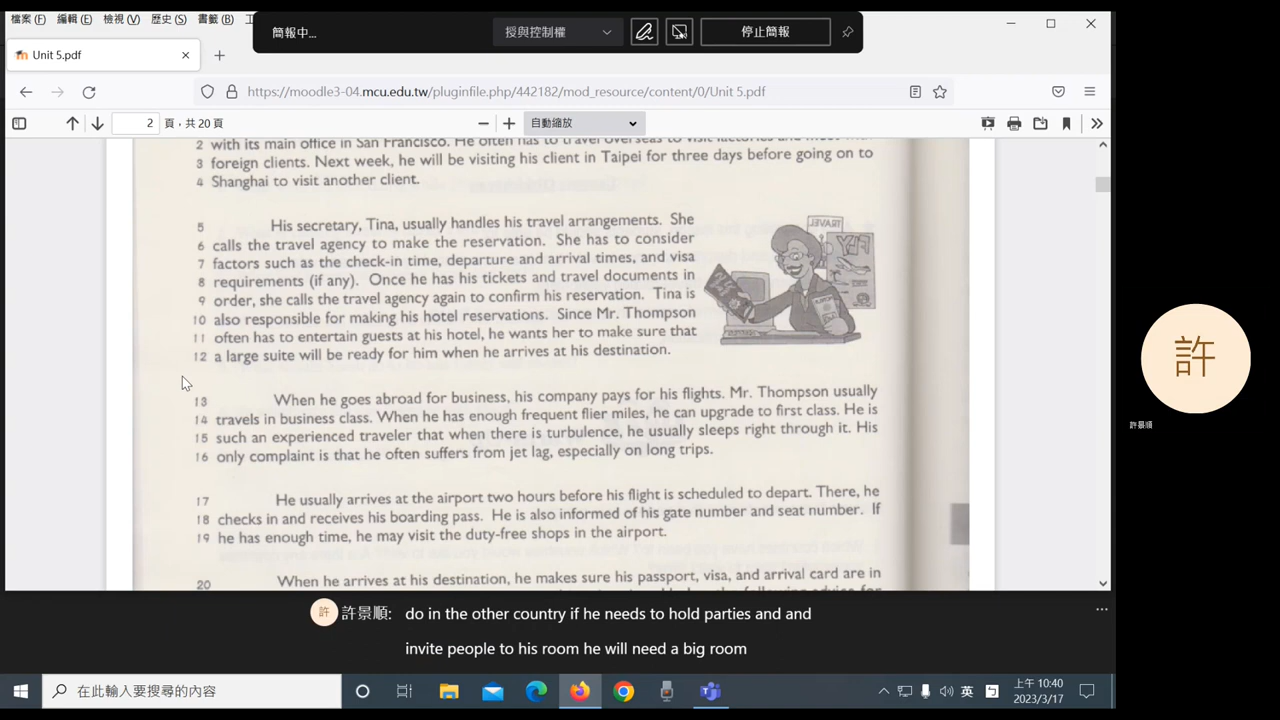 檔案(F) 編輯(E) 檢視(V) 歷史(S) 書籤(B)
簡報中...
授與控制權
停止簡報
Unit 5.pdf
https://moodle3-04.mcu.edu.tw/pluginfile.php/442182/mod_resource/content/0/Unit 5.pdf
2 頁，共 20 頁
自動縮放
2 with its main office in San Francisco. He often has to travel overseas to visit factories and meet with
3 foreign clients. Next week, he will be visiting his client in Taipei for three days before going on to
4 Shanghai to visit another client.
5 His secretary, Tina, usually handles his travel arrangements. She
6 calls the travel agency to make the reservation. She has to consider
7 factors such as the check-in time, departure and arrival times, and visa
8 requirements (if any). Once he has his tickets and travel documents in
9 order, she calls the travel agency again to confirm his reservation. Tina is
10 also responsible for making his hotel reservations. Since Mr. Thompson
11 often has to entertain guests at his hotel, he wants her to make sure that
12 a large suite will be ready for him when he arrives at his destination.
TRAVEL
FLY
13 When he goes abroad for business, his company pays for his flights. Mr. Thompson usually
14 travels in business class. When he has enough frequent flier miles, he can upgrade to first class. He is
15 such an experienced traveler that when there is turbulence, he usually sleeps right through it. His
16 only complaint is that he often suffers from jet lag, especially on long trips.
17 He usually arrives at the airport two hours before his flight is scheduled to depart. There, he
18 checks in and receives his boarding pass. He is also informed of his gate number and seat number. If
19 he has enough time, he may visit the duty-free shops in the airport.
20 When he arrives at his destination, he makes sure his passport, visa, and arrival card are in
許
許景順
許 許景順: do in the other country if he needs to hold parties and and
invite people to his room he will need a big room
在此輸入要搜尋的內容
英
上午 10:40
2023/3/17